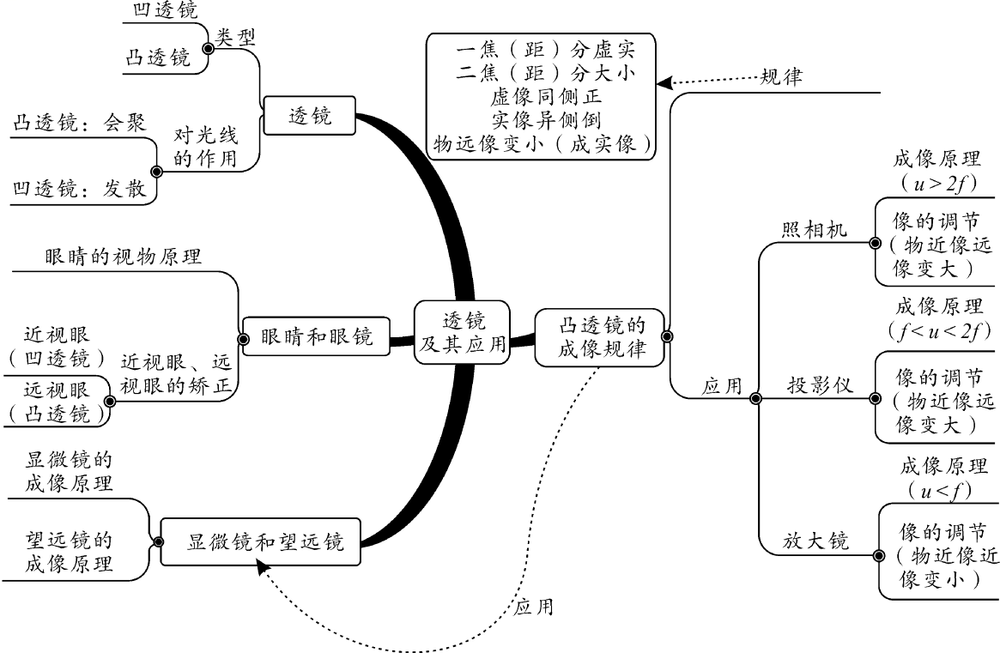 凹透镜
类型
凸透镜
透镜
凸透镜：会聚
对光线
的作用
凹透镜：发散
眼睛的视物原理
眼睛和眼镜
近视眼
（凹透镜）
近视眼、远
视眼的矫正
远视眼
（凸透镜）
显微镜的
成像原理
显微镜和望远镜
望远镜的
成像原理
透镜
及其应用
凸透镜的
成像规律
应用
一焦（距）分虚实
二焦（距）分大小
虚像同侧正
实像异侧倒
物远像变小（成实像）
规律
应用
照相机
成像原理
（u>2f）
像的调节
（物近像远
像变大）
投影仪
成像原理
（f<u<2f）
像的调节
（物近像远
像变大）
放大镜
成像原理
（u<f）
像的调节
（物近像近
像变小）